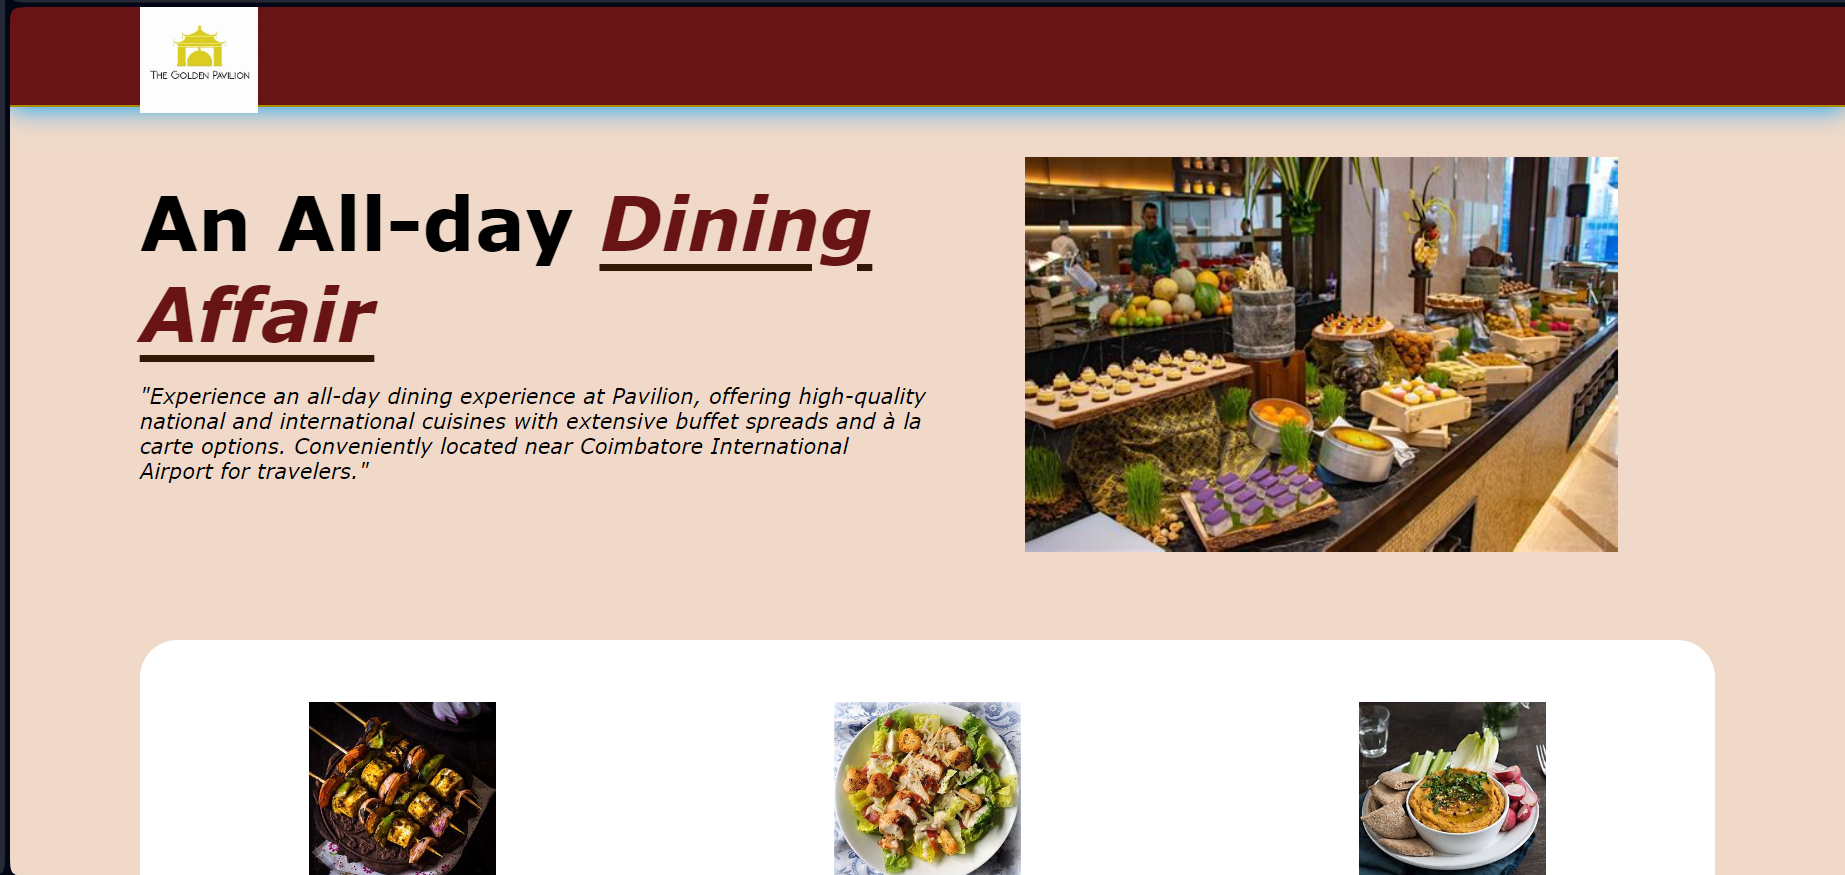 THE GOLDEN PAVILION
An All-day Dining
Affair
"Experience an all-day dining experience at Pavilion, offering high-quality
national and international cuisines with extensive buffet spreads and à la
carte options. Conveniently located near Coimbatore International
Airport for travelers."